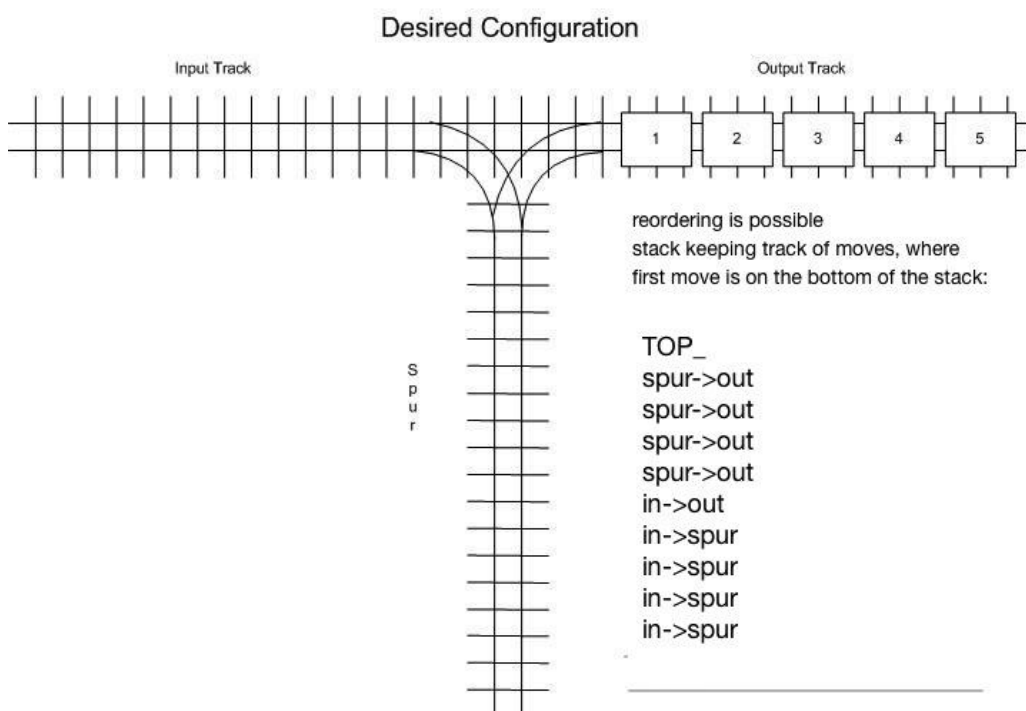 Desired Configuration
Input Track
Output Track
1 2 3 4 5
reordering is possible
stack keeping track of moves, where
first move is on the bottom of the stack:
Spur
TOP_
spur->out
spur->out
spur->out
spur->out
in->out
in->spur
in->spur
in->spur
in->spur